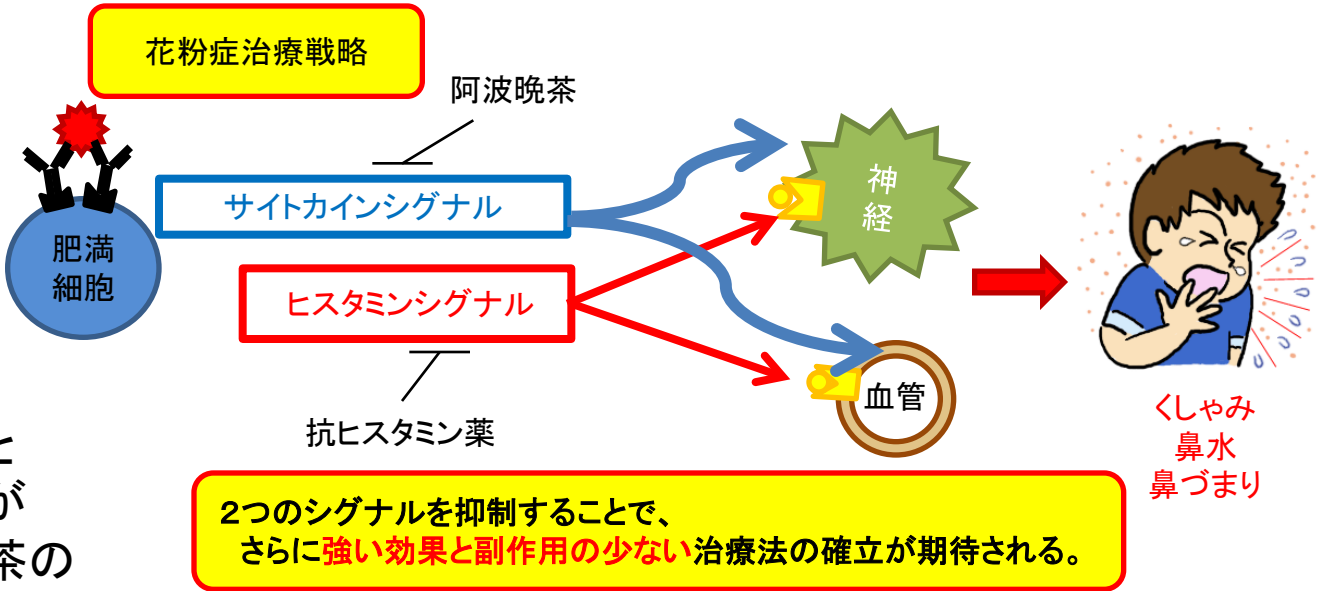 花粉症治療戦略
阿波晩茶
サイトカインシグナル
神
経
肥満
細胞
ヒスタミンシグナル
血管
抗ヒスタミン薬
くしゃみ
鼻水
鼻づまり
と
が
茶の
2つのシグナルを抑制することで、
さらに強い効果と副作用の少ない治療法の確立が期待される。